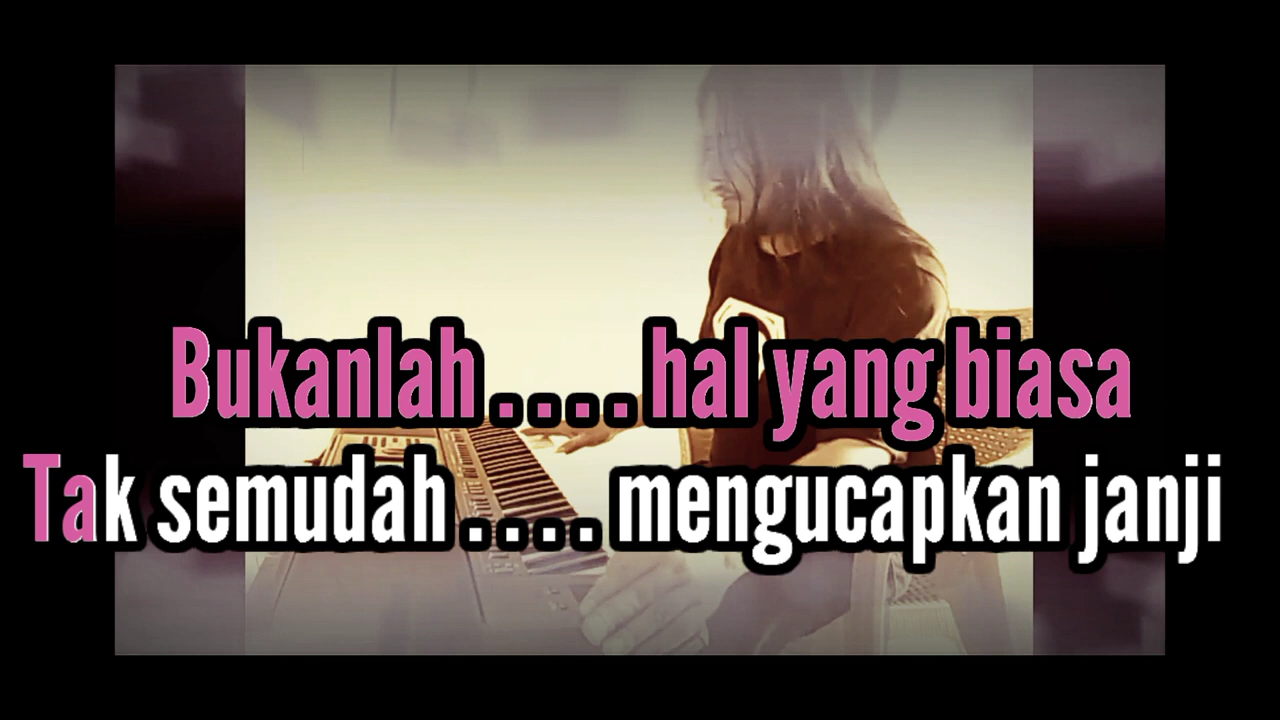 Bukanlah . . . . hal yang biasa
Tak semudah . . . . mengucapkan janji